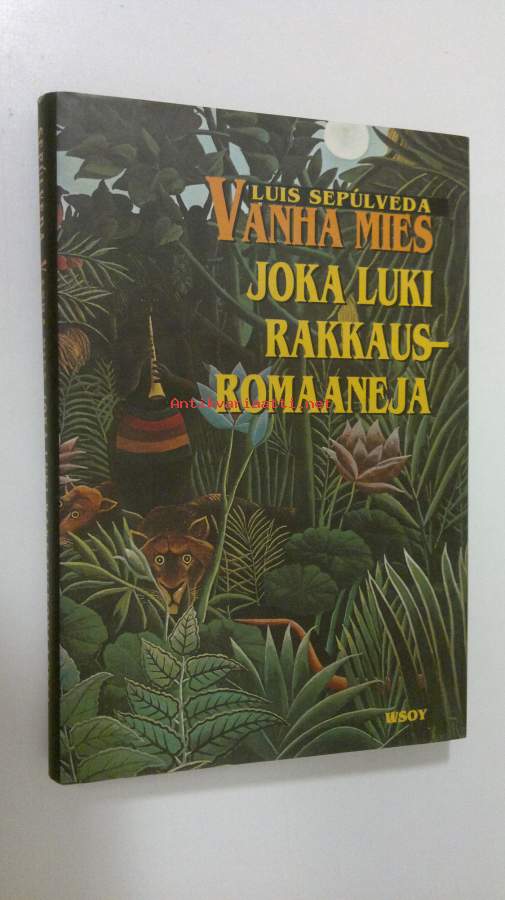 LUIS SEPÚLVEDA
VANHA MIES
JOKA LUKI
RAKKAUS-
ROMAANEJA
Antikvariaatti.net
WSOY